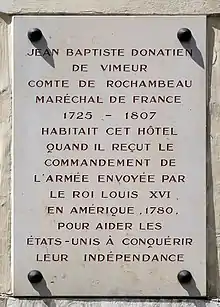 JEAN BAPTISTE DONATIEN
DE VIMEUR
COMTE DE ROCHAMBEAU
MARÉCHAL DE FRANCE
1725 - 1807
HABITAIT CET HÔTEL
QUAND IL REÇUT LE
COMMANDEMENT DE
L'ARMÉE ENVOYÉE PAR
LE ROI LOUIS XVI
EN AMÉRIQUE, 1780,
POUR AIDER LES
ÉTATS-UNIS À CONQUÉRIR
LEUR INDÉPENDANCE